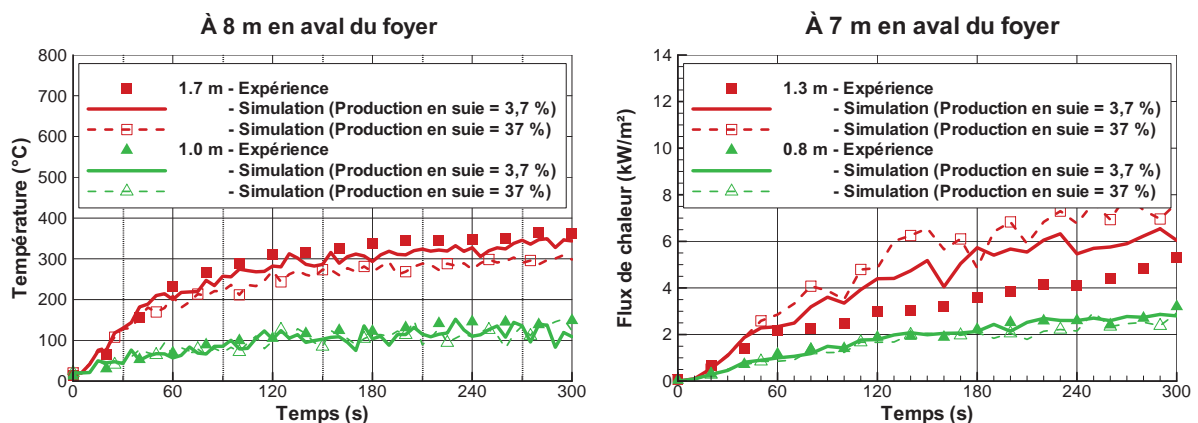 À 8 m en aval du foyer
800
700
600
500
400
300
200
100
0
Température (°C)
1.7 m - Expérience
- Simulation (Production en suie = 3,7 %)
- Simulation (Production en suie = 37 %)
1.0 m - Expérience
- Simulation (Production en suie = 3,7 %)
- Simulation (Production en suie = 37 %)
0 60 120 180 240 300
Temps (s)
À 7 m en aval du foyer
14
12
10
8
6
4
2
0
Flux de chaleur (kW/m²)
1.3 m - Expérience
- Simulation (Production en suie = 3,7 %)
- Simulation (Production en suie = 37 %)
0.8 m - Expérience
- Simulation (Production en suie = 3,7 %)
- Simulation (Production en suie = 37 %)
0 60 120 180 240 300
Temps (s)